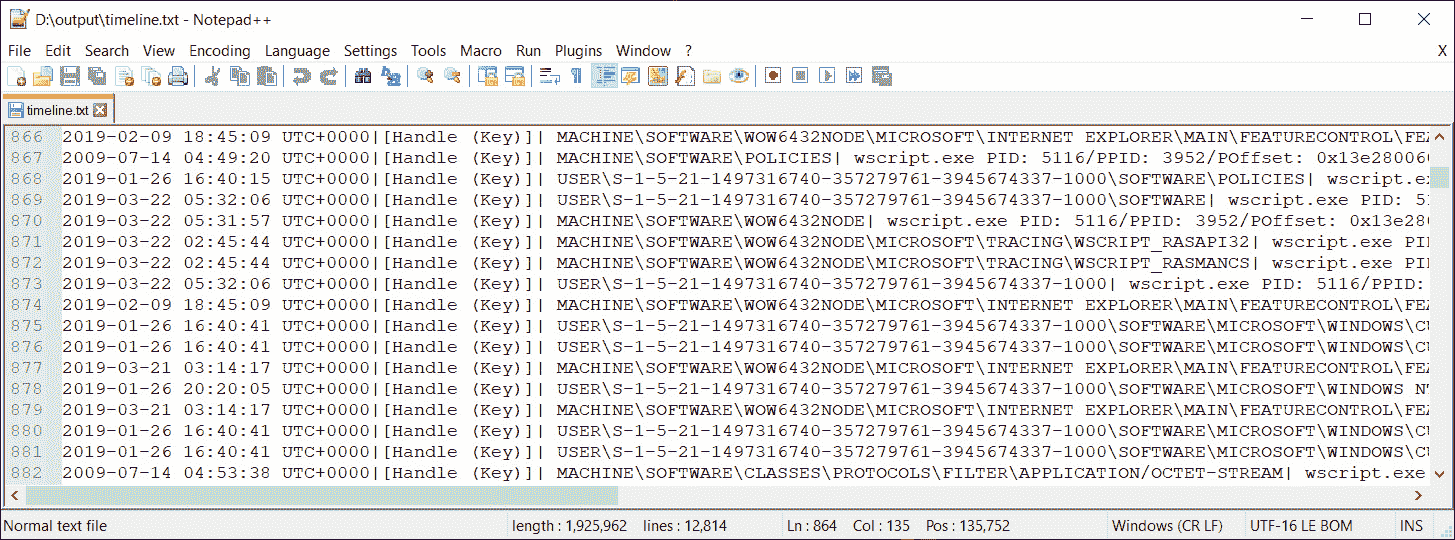 D:\output\timeline.txt - Notepad++
File Edit Search View Encoding Language Settings Tools Macro Run Plugins Window ? X
timeline.txt
866 2019-02-09 18:45:09 UTC+0000|[Handle (Key)]| MACHINE\SOFTWARE\WOW6432NODE\MICROSOFT\INTERNET EXPLORER\MAIN\FEATURECONTROL\FEA
867 2009-07-14 04:49:20 UTC+0000|[Handle (Key)]| MACHINE\SOFTWARE\POLICIES| wscript.exe PID: 5116/PPID: 3952/POffset: 0x13e28006
868 2019-01-26 16:40:15 UTC+0000|[Handle (Key)]| USER\S-1-5-21-1497316740-357279761-3945674337-1000\SOFTWARE\POLICIES| wscript.ex
869 2019-03-22 05:32:06 UTC+0000|[Handle (Key)]| USER\S-1-5-21-1497316740-357279761-3945674337-1000\SOFTWARE| wscript.exe PID: 51
870 2019-03-22 05:31:57 UTC+0000|[Handle (Key)]| MACHINE\SOFTWARE\WOW6432NODE| wscript.exe PID: 5116/PPID: 3952/POffset: 0x13e280
871 2019-03-22 02:45:44 UTC+0000|[Handle (Key)]| MACHINE\SOFTWARE\WOW6432NODE\MICROSOFT\TRACING\WSCRIPT_RASAPI32| wscript.exe PID
872 2019-03-22 02:45:44 UTC+0000|[Handle (Key)]| MACHINE\SOFTWARE\WOW6432NODE\MICROSOFT\TRACING\WSCRIPT_RASMANCS| wscript.exe PID
873 2019-03-22 05:32:06 UTC+0000|[Handle (Key)]| USER\S-1-5-21-1497316740-357279761-3945674337-1000| wscript.exe PID: 5116/PPID:
874 2019-02-09 18:45:09 UTC+0000|[Handle (Key)]| MACHINE\SOFTWARE\WOW6432NODE\MICROSOFT\INTERNET EXPLORER\MAIN\FEATURECONTROL\FEA
875 2019-01-26 16:40:41 UTC+0000|[Handle (Key)]| USER\S-1-5-21-1497316740-357279761-3945674337-1000\SOFTWARE\MICROSOFT\WINDOWS\CU
876 2019-01-26 16:40:41 UTC+0000|[Handle (Key)]| USER\S-1-5-21-1497316740-357279761-3945674337-1000\SOFTWARE\MICROSOFT\WINDOWS\CU
877 2019-03-21 03:14:17 UTC+0000|[Handle (Key)]| MACHINE\SOFTWARE\WOW6432NODE\MICROSOFT\INTERNET EXPLORER\MAIN\FEATURECONTROL\FEA
878 2019-01-26 20:20:05 UTC+0000|[Handle (Key)]| USER\S-1-5-21-1497316740-357279761-3945674337-1000\SOFTWARE\MICROSOFT\WINDOWS NT
879 2019-03-21 03:14:17 UTC+0000|[Handle (Key)]| MACHINE\SOFTWARE\WOW6432NODE\MICROSOFT\INTERNET EXPLORER\MAIN\FEATURECONTROL\FEA
880 2019-01-26 16:40:41 UTC+0000|[Handle (Key)]| USER\S-1-5-21-1497316740-357279761-3945674337-1000\SOFTWARE\MICROSOFT\WINDOWS\CU
881 2019-01-26 16:40:41 UTC+0000|[Handle (Key)]| USER\S-1-5-21-1497316740-357279761-3945674337-1000\SOFTWARE\MICROSOFT\WINDOWS\CU
882 2009-07-14 04:53:38 UTC+0000|[Handle (Key)]| MACHINE\SOFTWARE\CLASSES\PROTOCOLS\FILTER\APPLICATION/OCTET-STREAM| wscript.exe
Normal text file length : 1,925,962 lines : 12,814 Ln : 864 Col : 135 Pos : 135,752 Windows (CR LF) UTF-16 LE BOM INS